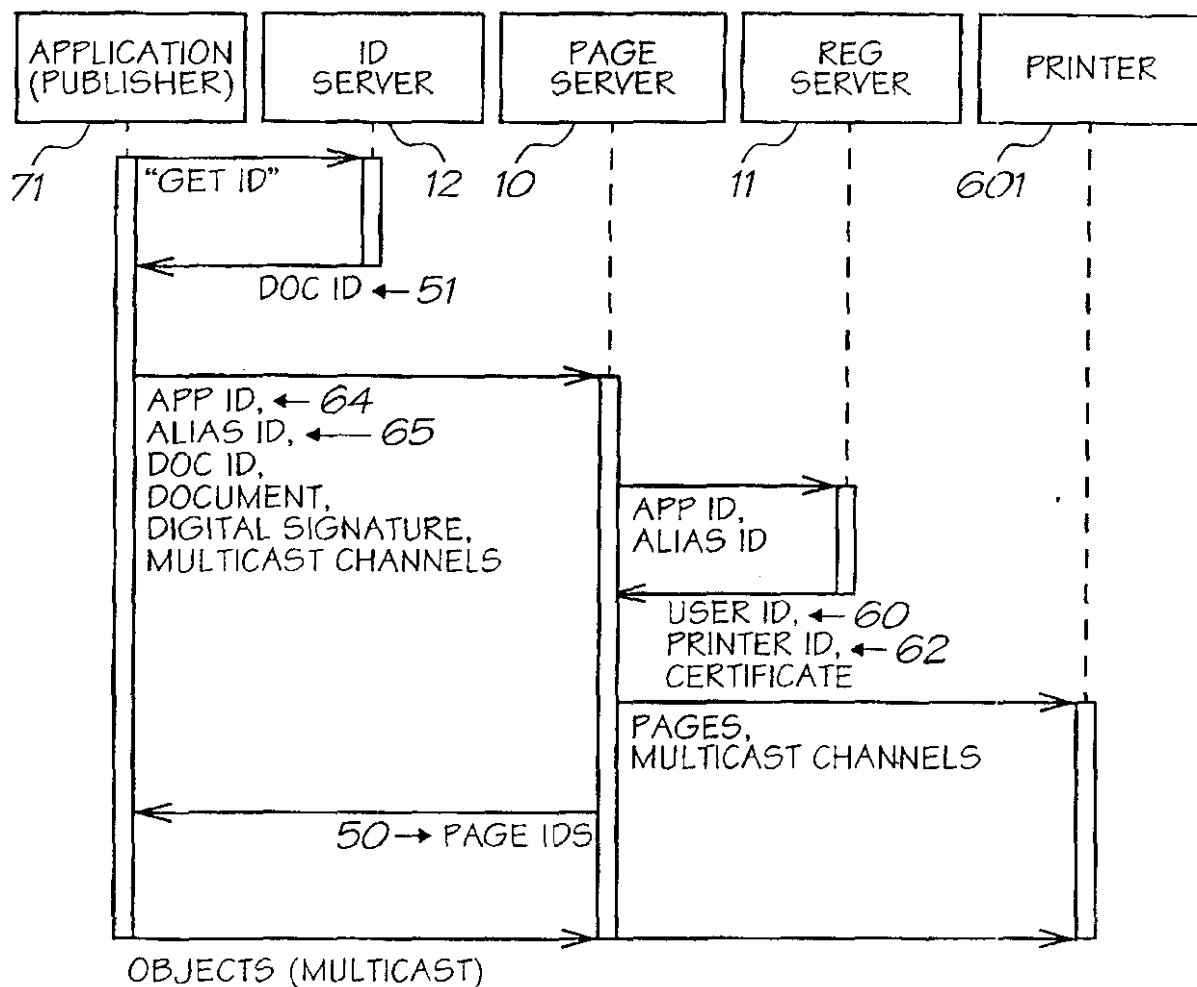 APPLICATION
(PUBLISHER)
ID
SERVER
PAGE
SERVER
REG
SERVER
PRINTER
71
12
10
11
601
"GET ID"
DOC ID ← 51
APP ID, ← 64
ALIAS ID, ← 65
DOC ID,
DOCUMENT,
DIGITAL SIGNATURE,
MULTICAST CHANNELS
APP ID,
ALIAS ID
USER ID, ← 60
PRINTER ID, ← 62
CERTIFICATE
PAGES,
MULTICAST CHANNELS
50 → PAGE IDS
OBJECTS (MULTICAST)